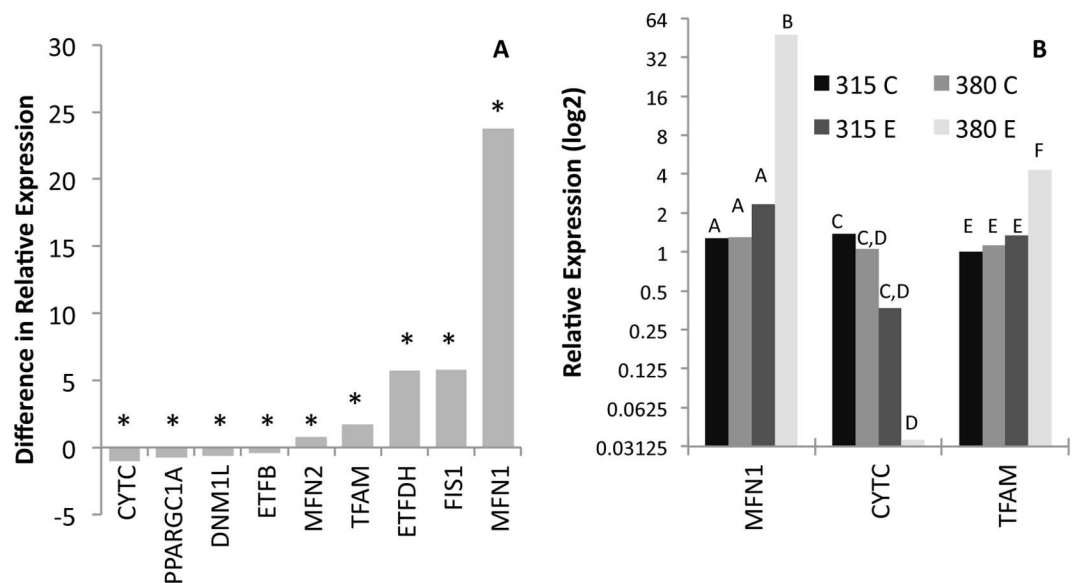 A
Difference in Relative Expression
30
25
20
15
10
5
0
-5
* * * * * * * * *
CYTC
PPARGC1A
DNM1L
ETFB
MFN2
TFAM
ETFDH
FIS1
MFN1
B
Relative Expression (log2)
64
32
16
8
4
2
1
0.5
0.25
0.125
0.0625
0.03125
315 C 380 C
315 E 380 E
A A A B
C C,D C,D D
E E E F
MFN1
CYTC
TFAM